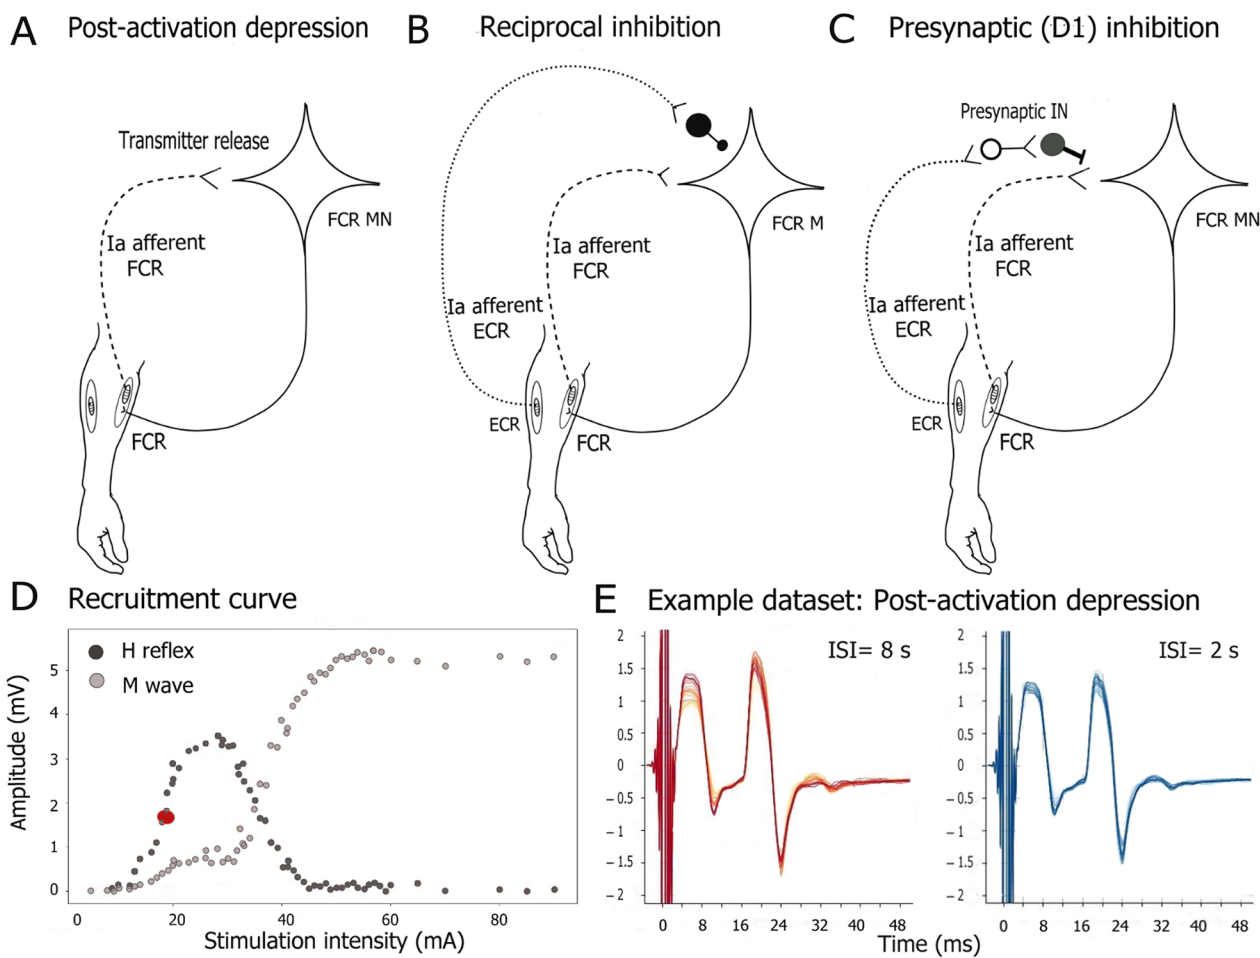 A Post-activation depression
B Reciprocal inhibition
C Presynaptic (D1) inhibition
Transmitter release
FCR MN
Ia afferent
FCR
FCR
FCR M
Ia afferent
FCR
Ia afferent
ECR
ECR
FCR
Presynaptic IN
FCR MN
Ia afferent
FCR
Ia afferent
ECR
ECR
FCR
D Recruitment curve
H reflex
M wave
Amplitude (mV)
5
4
3
2
1
0
20 40 60 80
Stimulation intensity (mA)
E Example dataset: Post-activation depression
ISI= 8 s
2
1.5
1
0.5
0
−0.5
−1
−1.5
−2
0 8 16 24 32 40 48
ISI= 2 s
2
1.5
1
0.5
0
−0.5
−1
−1.5
−2
0 8 16 24 32 40 48
Time (ms)